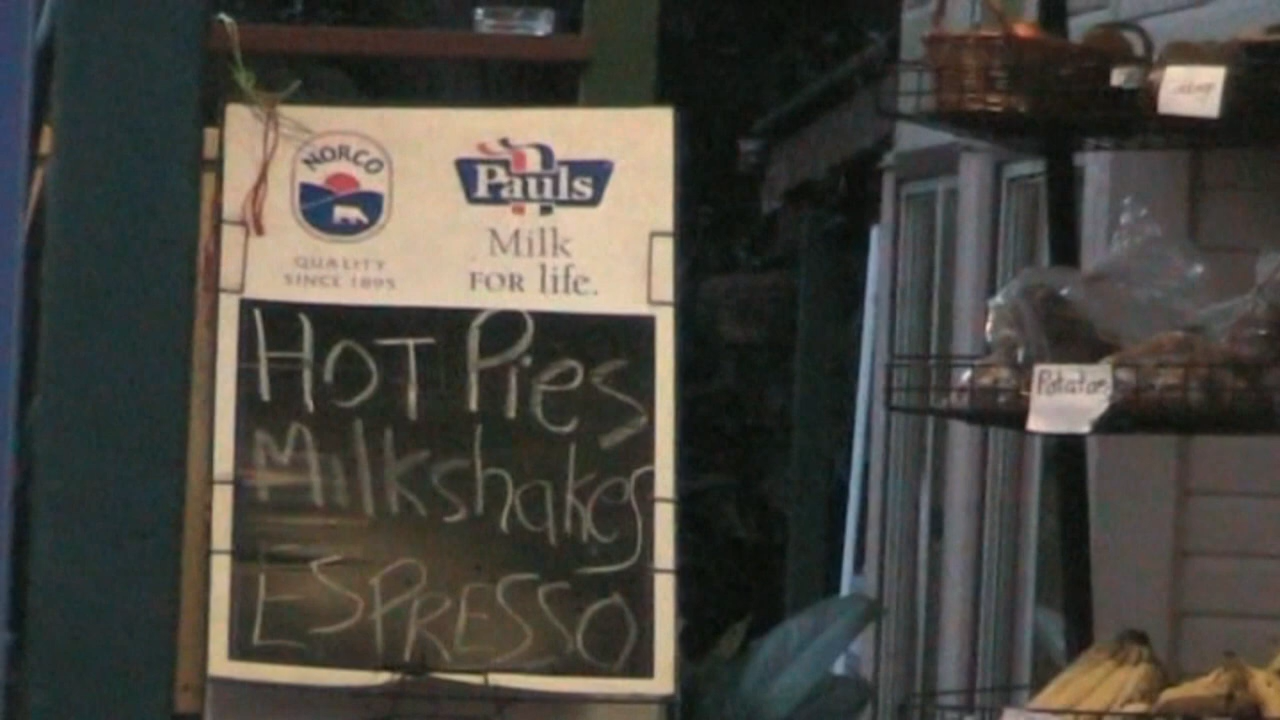 NORCO
QUALITY
SINCE 1895
Pauls
Milk
FOR life.
HOT Pies
Milkshakes
ESPRESSO
Potatoes